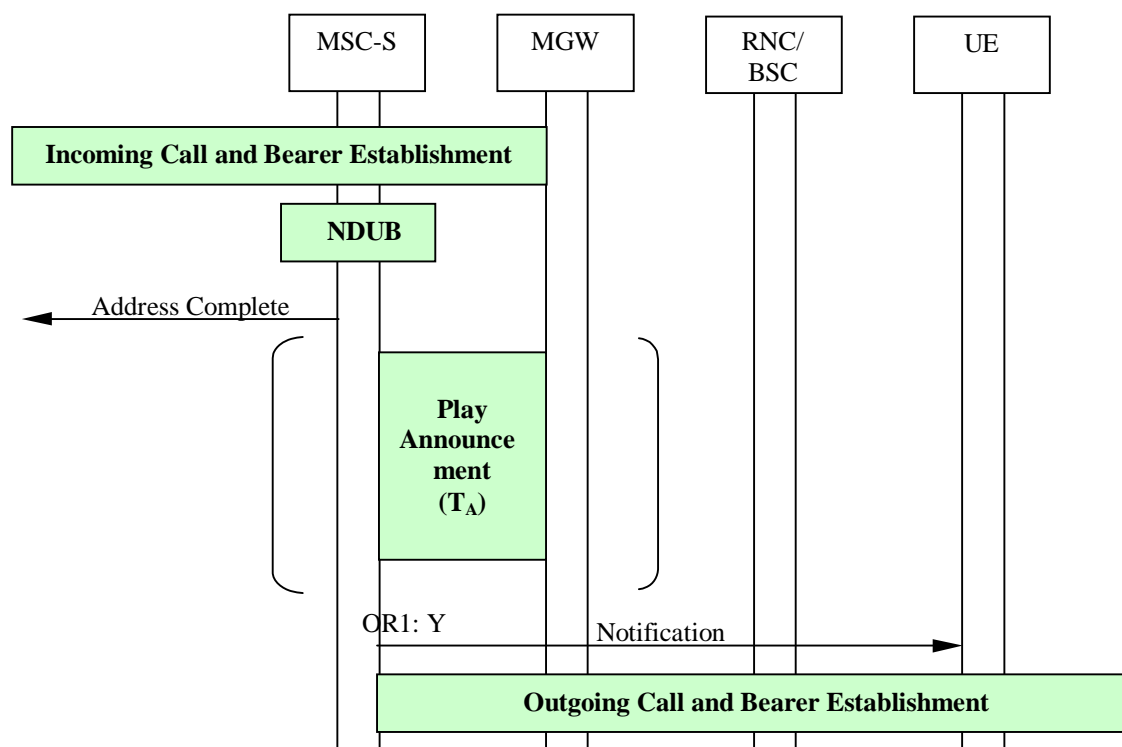 MSC-S
MGW
RNC/
BSC
UE
Incoming Call and Bearer Establishment
NDUB
Address Complete
Play
Announce
ment
(TA)
OR1: Y
Notification
Outgoing Call and Bearer Establishment